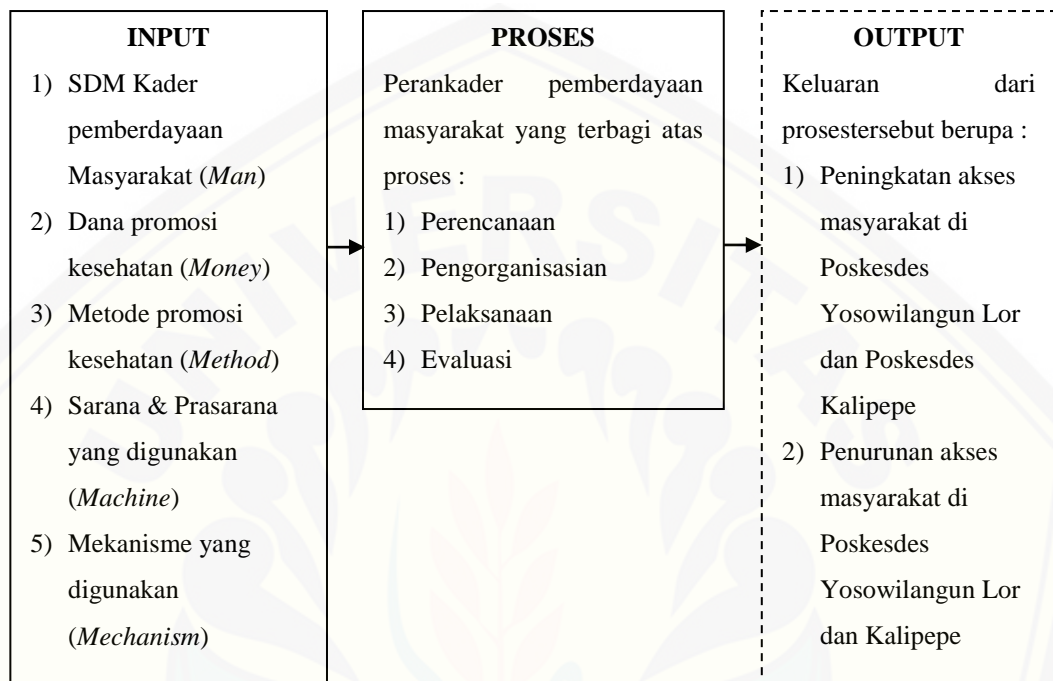 INPUT
1) SDM Kader
pemberdayaan
Masyarakat (Man)
2) Dana promosi
kesehatan (Money)
3) Metode promosi
kesehatan (Method)
4) Sarana & Prasarana
yang digunakan
(Machine)
5) Mekanisme yang
digunakan
(Mechanism)
PROSES
Perankader pemberdayaan
masyarakat yang terbagi atas
proses :
1) Perencanaan
2) Pengorganisasian
3) Pelaksanaan
4) Evaluasi
OUTPUT
Keluaran dari
prosestersebut berupa :
1) Peningkatan akses
masyarakat di
Poskesdes
Yosowilangun Lor
dan Poskesdes
Kalipepe
2) Penurunan akses
masyarakat di
Poskesdes
Yosowilangun Lor
dan Kalipepe
UNIVERSITAS